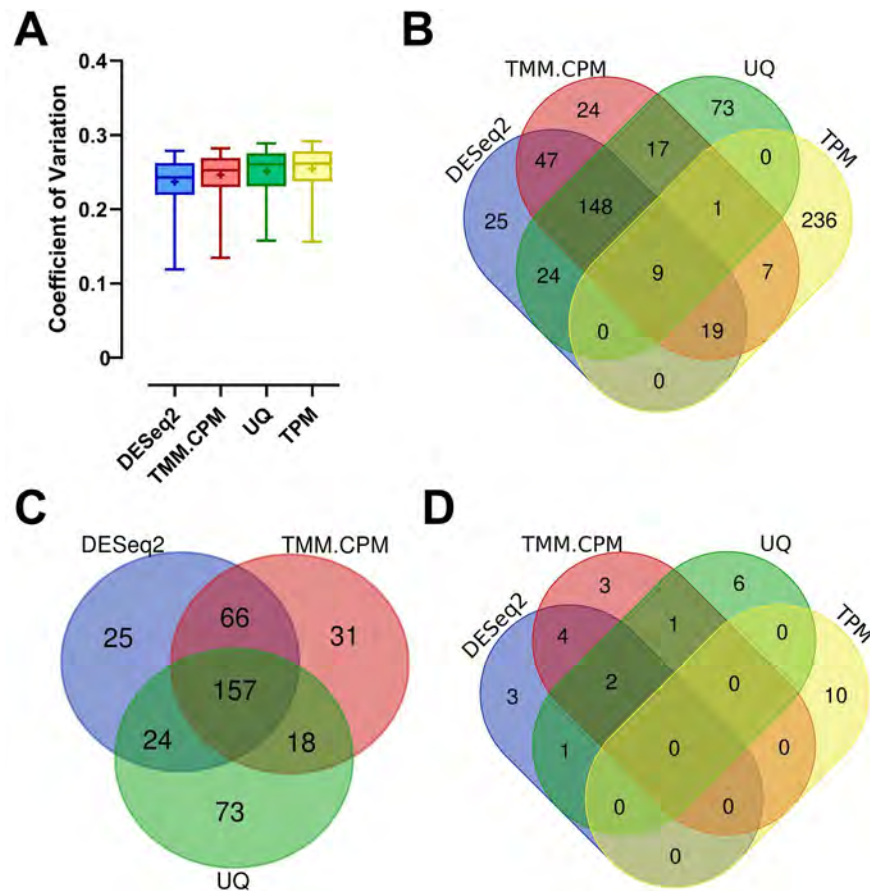 A
0.4
0.3
0.2
0.1
0
Coefficient of Variation
DESeq2
TMM.CPM
UQ
TPM
B
TMM.CPM
UQ
DESeq2
TPM
24
73
47
17
0
25
148
1
236
24
9
7
0
19
0
C
DESeq2
TMM.CPM
25
66
31
157
24
18
73
UQ
D
TMM.CPM
UQ
DESeq2
TPM
3
6
4
1
0
3
2
0
10
1
0
0
0
0
0